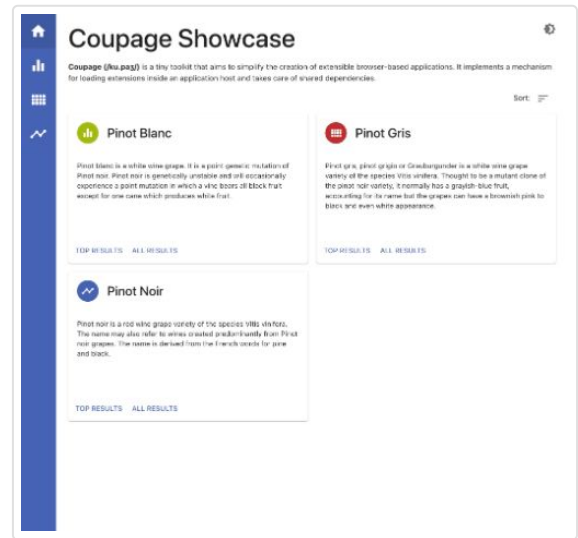 Coupage Showcase
Coupage (/ku.paʒ/) is a tiny toolkit that aims to simplify the creation of extensible browser-based applications. It implements a mechanism
for loading extensions inside an application host and takes care of shared dependencies.
Sort:
Pinot Blanc
Pinot blanc is a white wine grape. It is a point genetic mutation of
Pinot noir. Pinot noir is genetically unstable and will occasionally
experience a point mutation in which a vine bears all black fruit
except for one cane which produces white fruit.
TOP RESULTS ALL RESULTS
Pinot Gris
Pinot gris, pinot grigio or Grauburgunder is a white wine grape
variety of the species Vitis vinifera. Thought to be a mutant clone of
the pinot noir variety, it normally has a grayish-blue fruit,
accounting for its name but the grapes can have a brownish pink to
black and even white appearance.
TOP RESULTS ALL RESULTS
Pinot Noir
Pinot noir is a red wine grape variety of the species Vitis vinifera.
The name may also refer to wines created predominantly from Pinot
noir grapes. The name is derived from the French words for pine
and black.
TOP RESULTS ALL RESULTS